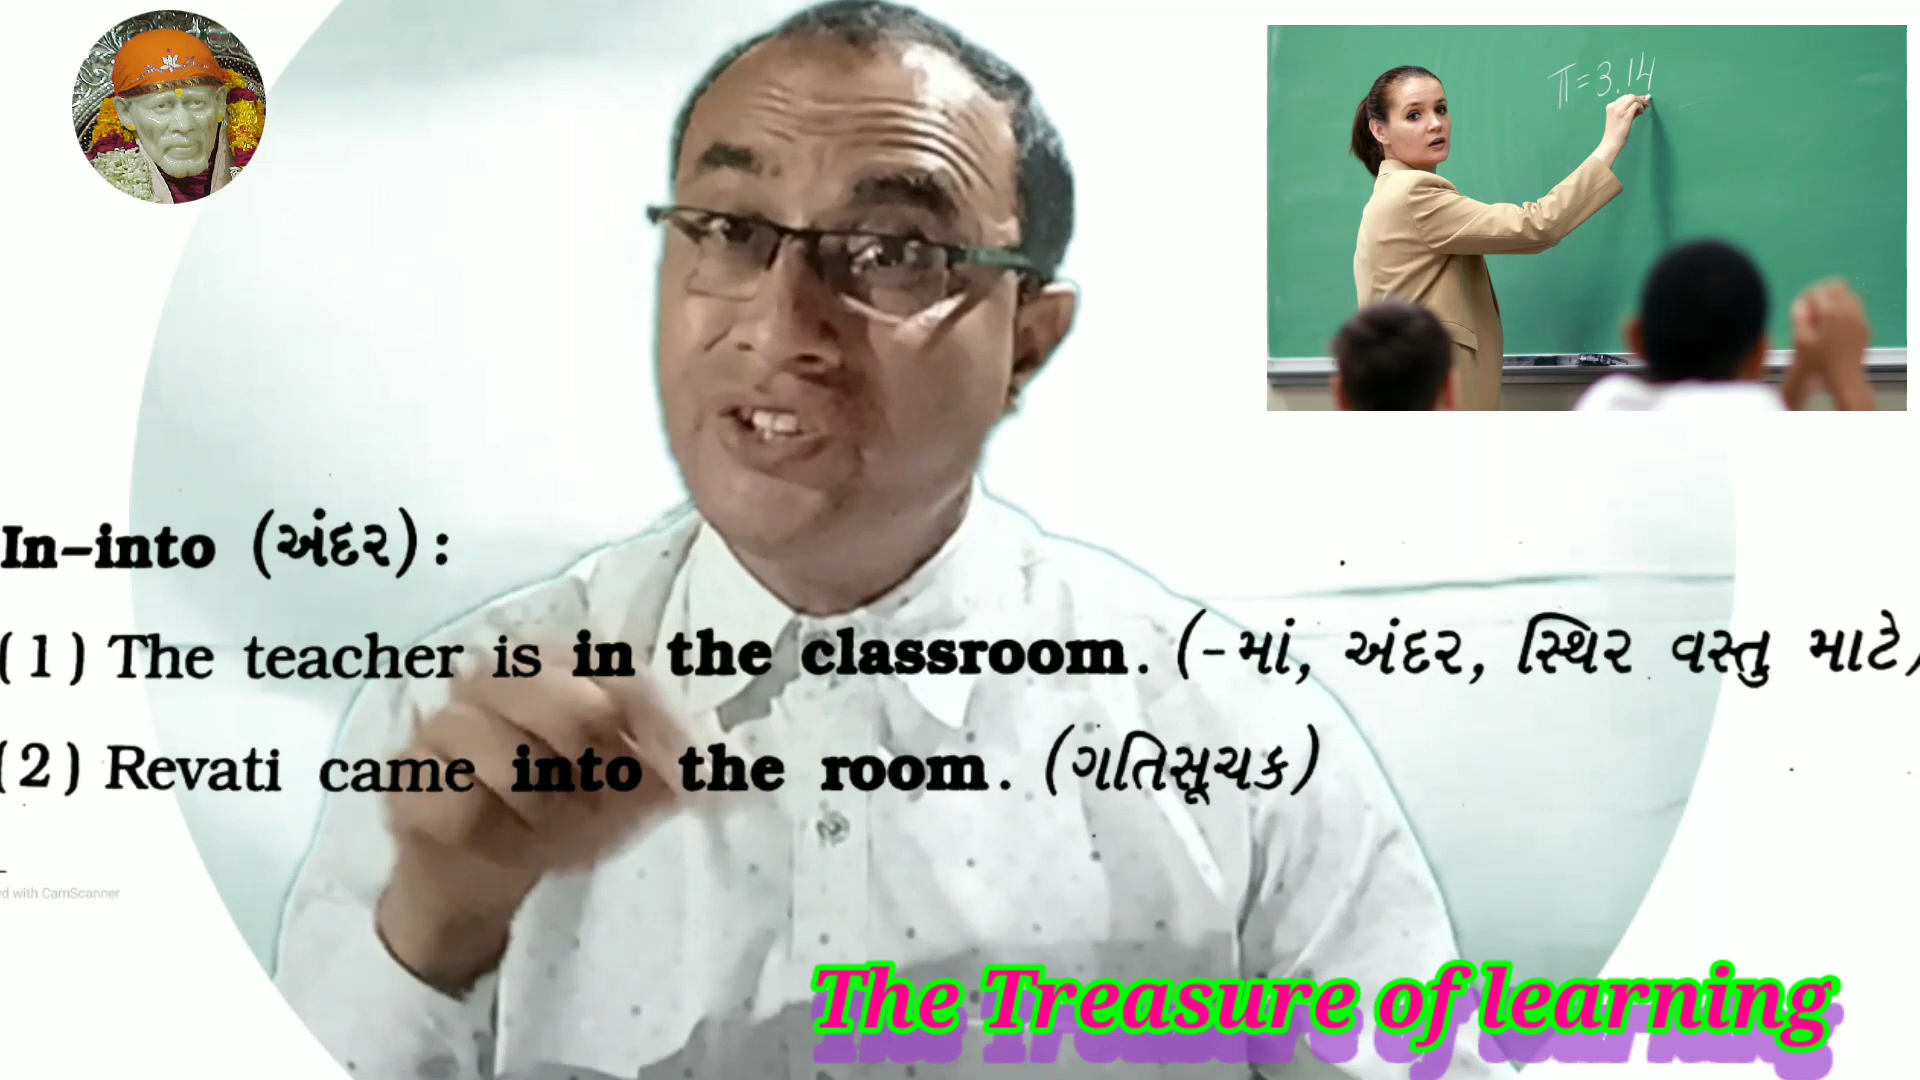 π=3.14
In–into (અંદર) :
(1) The teacher is in the classroom. (-માં, અંદર, સ્થિર વસ્તુ માટે)
(2) Revati came into the room. (ગતિસૂચક)
d with CamScanner
The Treasure of learning